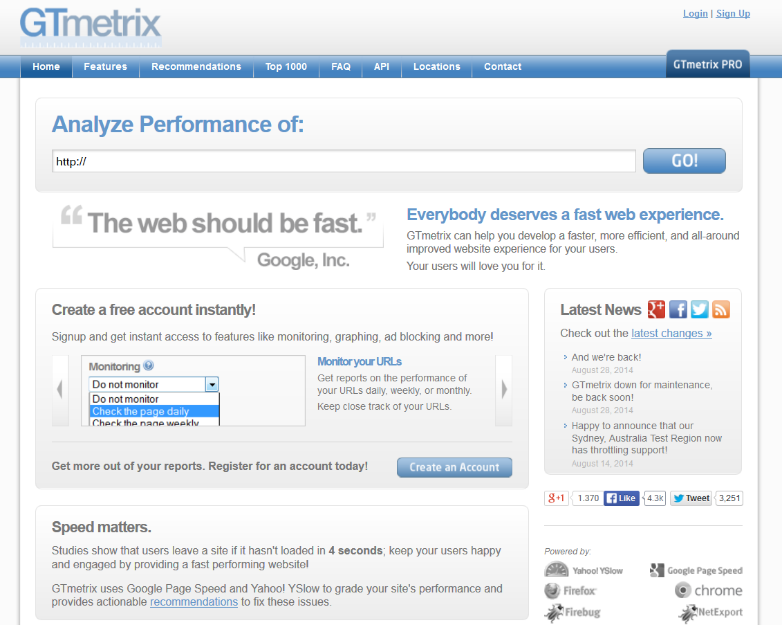 GTmetrix
Login | Sign Up
Home Features Recommendations Top 1000 FAQ API Locations Contact GTmetrix PRO
Analyze Performance of:
http://
GO!
“The web should be fast.”
Google, Inc.
Everybody deserves a fast web experience.
GTmetrix can help you develop a faster, more efficient, and all-around
improved website experience for your users.
Your users will love you for it.
Create a free account instantly!
Signup and get instant access to features like monitoring, graphing, ad blocking and more!
Monitoring ?
Do not monitor
Do not monitor
Check the page daily
Check the page weekly
Monitor your URLs
Get reports on the performance of
your URLs daily, weekly, or monthly.
Keep close track of your URLs.
Get more out of your reports. Register for an account today!
Create an Account
Speed matters.
Studies show that users leave a site if it hasn't loaded in 4 seconds; keep your users happy
and engaged by providing a fast performing website!
GTmetrix uses Google Page Speed and Yahoo! YSlow to grade your site's performance and
provides actionable recommendations to fix these issues.
Latest News
Check out the latest changes »
And we're back!
August 28, 2014
GTmetrix down for maintenance,
be back soon!
August 28, 2014
Happy to announce that our
Sydney, Australia Test Region now
has throttling support!
August 14, 2014
g+1 1.370 Like 4.3k Tweet 3,251
Powered by:
Yahoo! YSlow Google Page Speed
Firefox chrome
Firebug NetExport